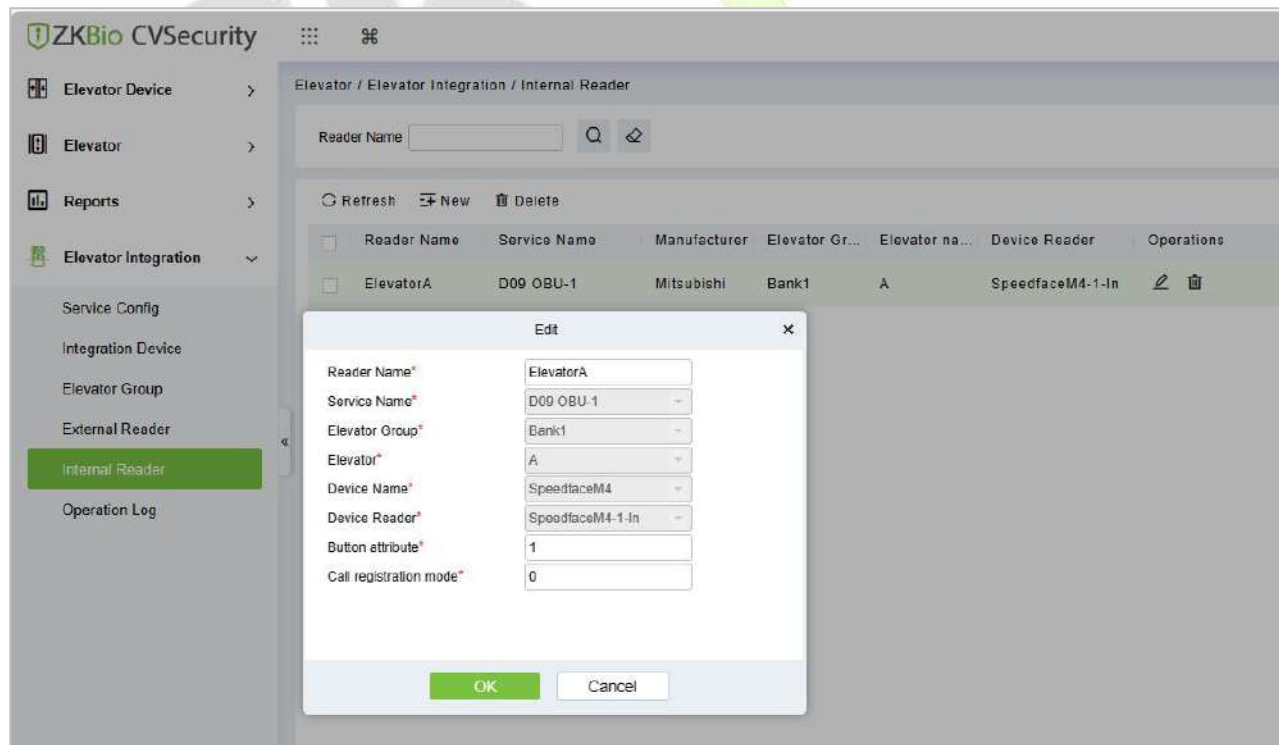 ZKBio CVSecurity
Elevator Device
Elevator
Reports
Elevator Integration
Service Config
Integration Device
Elevator Group
External Reader
Internal Reader
Operation Log
Elevator / Elevator Integration / Internal Reader
Reader Name
Refresh New Delete
Reader Name Service Name Manufacturer Elevator Gr... Elevator na... Device Reader Operations
ElevatorA D09 OBU-1 Mitsubishi Bank1 A SpeedfaceM4-1-In
Edit
Reader Name* ElevatorA
Service Name* D09 OBU-1
Elevator Group* Bank1
Elevator* A
Device Name* SpeedfaceM4
Device Reader* SpeedfaceM4-1-In
Button attribute* 1
Call registration mode* 0
OK Cancel